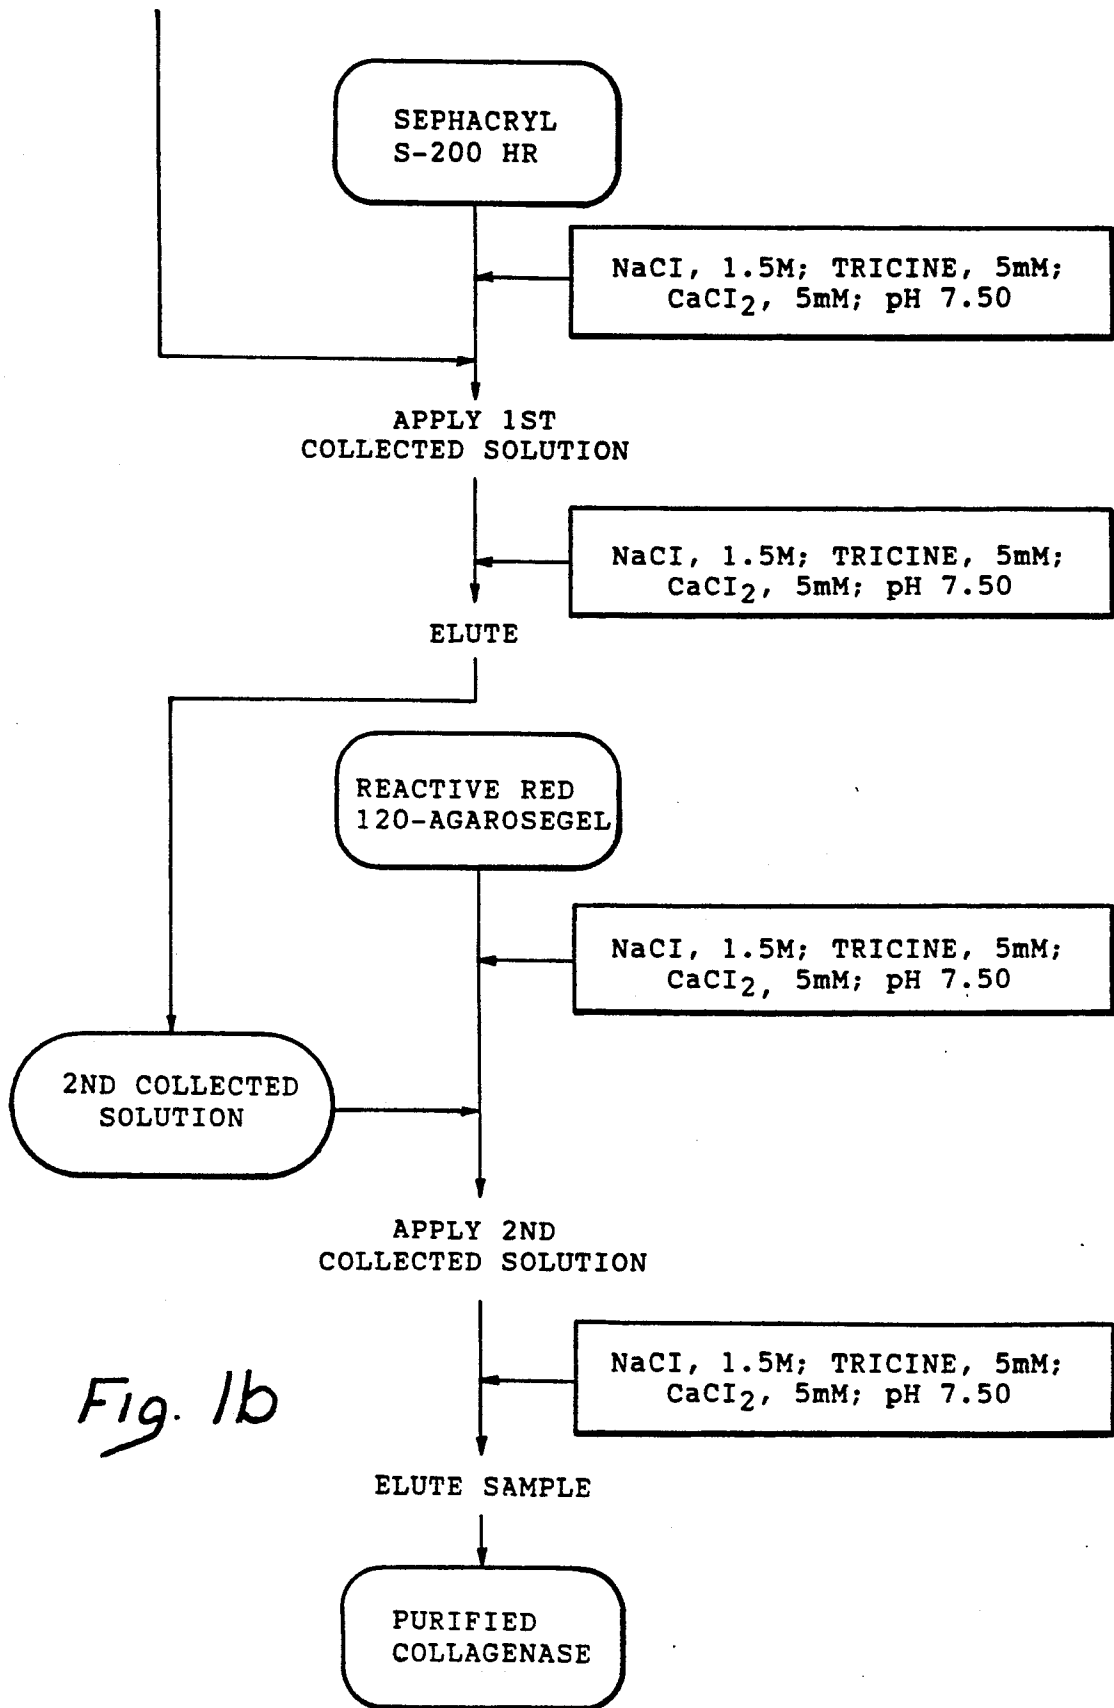 SEPHACRYL
S-200 HR
NaCI, 1.5M; TRICINE, 5mM;
CaCI2, 5mM; pH 7.50
APPLY 1ST
COLLECTED SOLUTION
NaCI, 1.5M; TRICINE, 5mM;
CaCI2, 5mM; pH 7.50
ELUTE
REACTIVE RED
120-AGAROSEGEL
NaCI, 1.5M; TRICINE, 5mM;
CaCI2, 5mM; pH 7.50
2ND COLLECTED
SOLUTION
APPLY 2ND
COLLECTED SOLUTION
NaCI, 1.5M; TRICINE, 5mM;
CaCI2, 5mM; pH 7.50
Fig. 1b
ELUTE SAMPLE
PURIFIED
COLLAGENASE